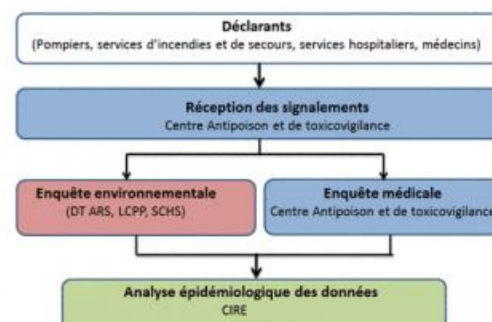 Déclarants
(Pompiers, services d'incendies et de secours, services hospitaliers, médecins)
Réception des signalements
Centre Antipoison et de toxicovigilance
Enquête environnementale
(DT ARS, LCPP, SCHS)
Enquête médicale
Centre Antipoison et de toxicovigilance
Analyse épidémiologique des données
CIRE